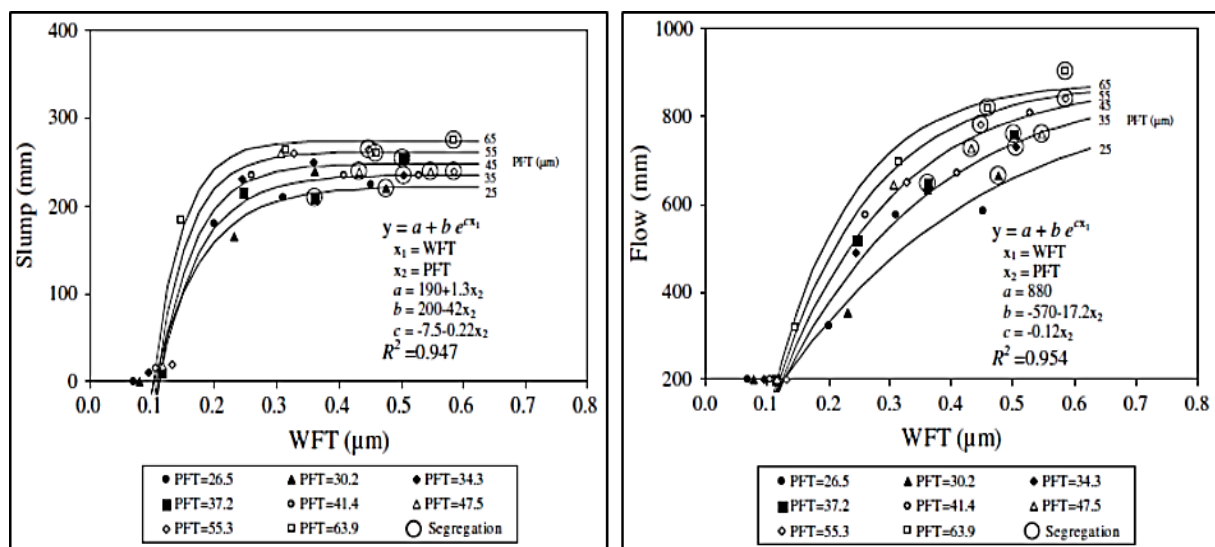 400
300
200
100
0
Slump (mm)
0.0 0.1 0.2 0.3 0.4 0.5 0.6 0.7 0.8
WFT (µm)
65
55
45
35
25
PFT (µm)
y = a + b e^{cx₁}
x₁ = WFT
x₂ = PFT
a = 190+1.3x₂
b = 200-42x₂
c = -7.5-0.22x₂
R² =0.947
PFT=26.5 PFT=30.2 PFT=34.3
PFT=37.2 PFT=41.4 PFT=47.5
PFT=55.3 PFT=63.9 Segregation
1000
800
600
400
200
Flow (mm)
0.0 0.1 0.2 0.3 0.4 0.5 0.6 0.7 0.8
WFT (µm)
65
55
45
35
25
PFT (µm)
y = a + b e^{cx₁}
x₁ = WFT
x₂ = PFT
a = 880
b = -570-17.2x₂
c = -0.12x₂
R² =0.954
PFT=26.5 PFT=30.2 PFT=34.3
PFT=37.2 PFT=41.4 PFT=47.5
PFT=55.3 PFT=63.9 Segregation